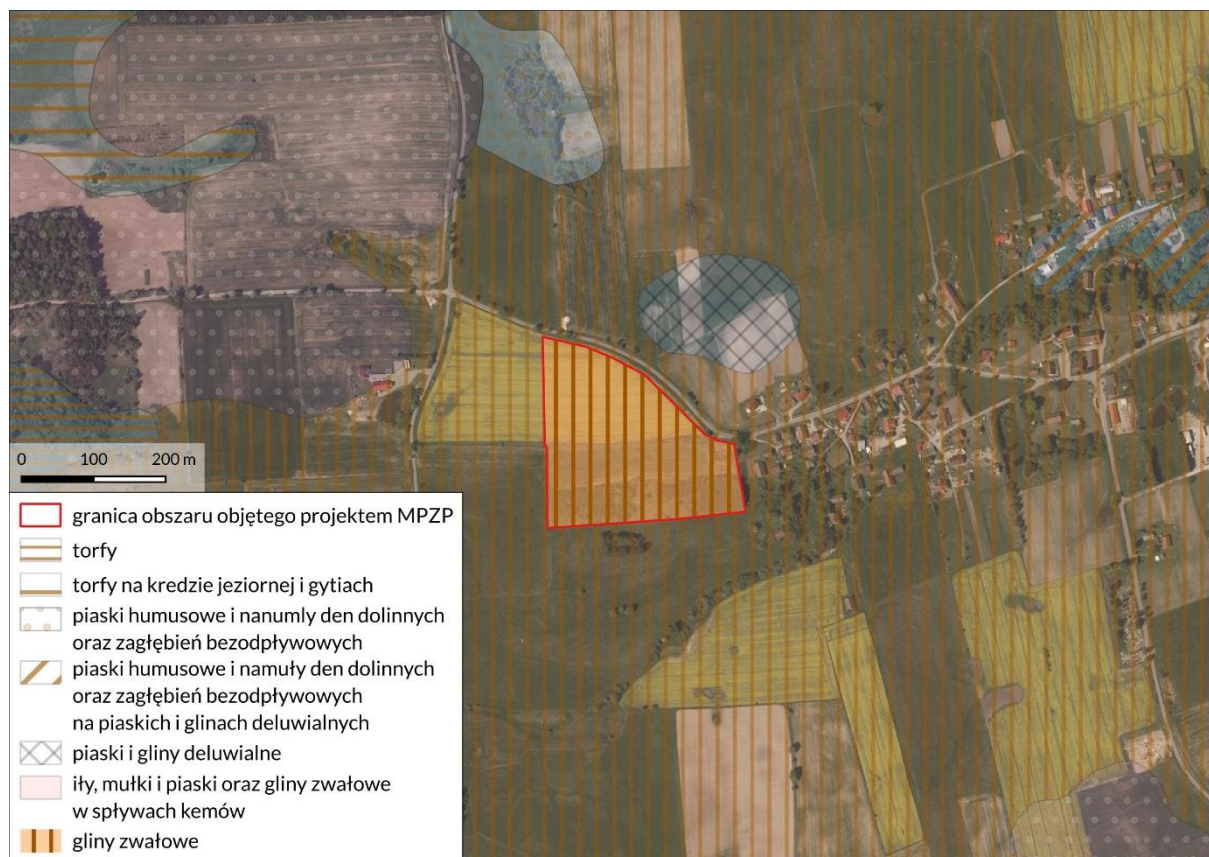 0 100 200 m
granica obszaru objętego projektem MPZP
torfy
torfy na kredzie jeziornej i gytiach
piaski humusowe i nanumly den dolinnych
oraz zagłębień bezodpływowych
piaski humusowe i namuły den dolinnych
oraz zagłębień bezodpływowych
na piaskich i glinach deluwialnych
piaski i gliny deluwialne
iły, mułki i piaski oraz gliny zwałowe
w spływach kemów
gliny zwałowe